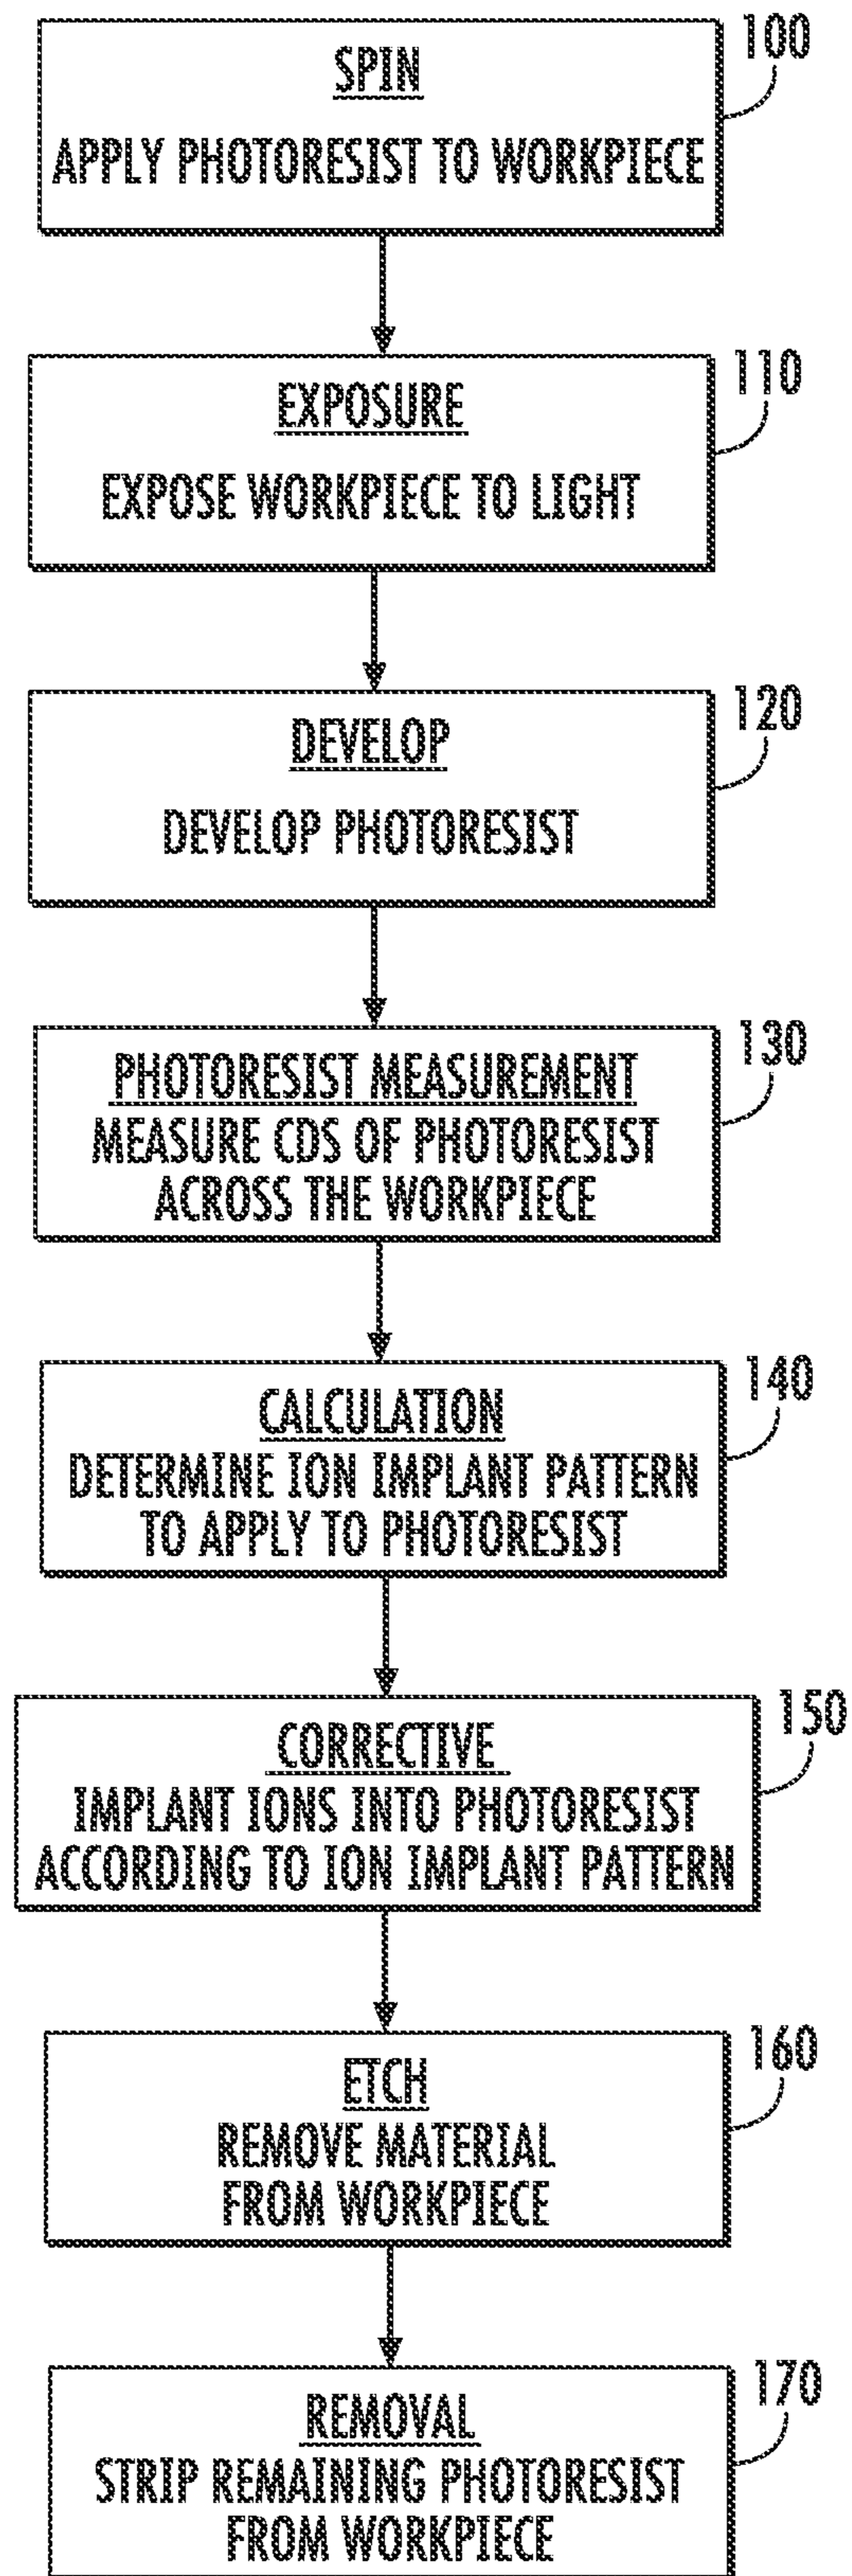 100
SPIN
APPLY PHOTORESIST TO WORKPIECE
110
EXPOSURE
EXPOSE WORKPIECE TO LIGHT
120
DEVELOP
DEVELOP PHOTORESIST
130
PHOTORESIST MEASUREMENT
MEASURE CDS OF PHOTORESIST
ACROSS THE WORKPIECE
140
CALCULATION
DETERMINE ION IMPLANT PATTERN
TO APPLY TO PHOTORESIST
150
CORRECTIVE
IMPLANT IONS INTO PHOTORESIST
ACCORDING TO ION IMPLANT PATTERN
160
ETCH
REMOVE MATERIAL
FROM WORKPIECE
170
REMOVAL
STRIP REMAINING PHOTORESIST
FROM WORKPIECE